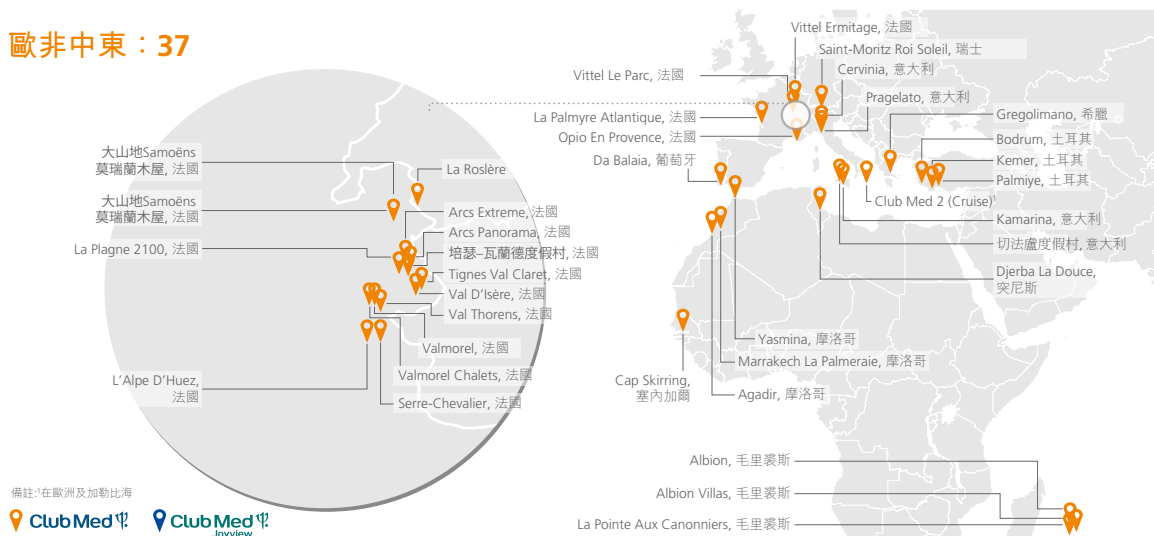 歐非中東：37
大山地Samoëns
莫瑞蘭木屋, 法國
大山地Samoëns
莫瑞蘭木屋, 法國
La Plagne 2100, 法國
L'Alpe D'Huez,
法國
La Roslère
Arcs Extreme, 法國
Arcs Panorama, 法國
培瑟–瓦蘭德度假村, 法國
Tignes Val Claret, 法國
Val D'Isère, 法國
Val Thorens, 法國
Valmorel, 法國
Valmorel Chalets, 法國
Serre-Chevalier, 法國
Vittel Ermitage, 法國
Saint-Moritz Roi Soleil, 瑞士
Cervinia, 意大利
Vittel Le Parc, 法國
Pragelato, 意大利
La Palmyre Atlantique, 法國
Opio En Provence, 法國
Da Balaia, 葡萄牙
Gregolimano, 希臘
Bodrum, 土耳其
Kemer, 土耳其
Palmiye, 土耳其
Club Med 2 (Cruise)¹
Kamarina, 意大利
切法盧度假村, 意大利
Djerba La Douce,
突尼斯
Yasmina, 摩洛哥
Marrakech La Palmeraie, 摩洛哥
Cap Skirring,
塞內加爾
Agadir, 摩洛哥
Albion, 毛里裘斯
Albion Villas, 毛里裘斯
La Pointe Aux Canonniers, 毛里裘斯
備註:¹在歐洲及加勒比海
Club Med
Club Med
Joyview